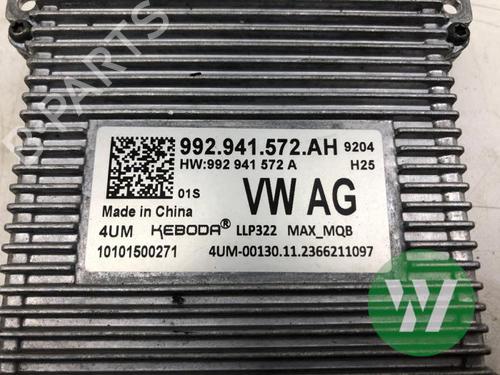 B-PARTS
992.941.572.AH 9204
HW:992 941 572 A H25
01S VW AG
Made in China
4UM KEBODA® LLP322 MAX_MQB
10101500271 4UM-00130.11.2366211097
W